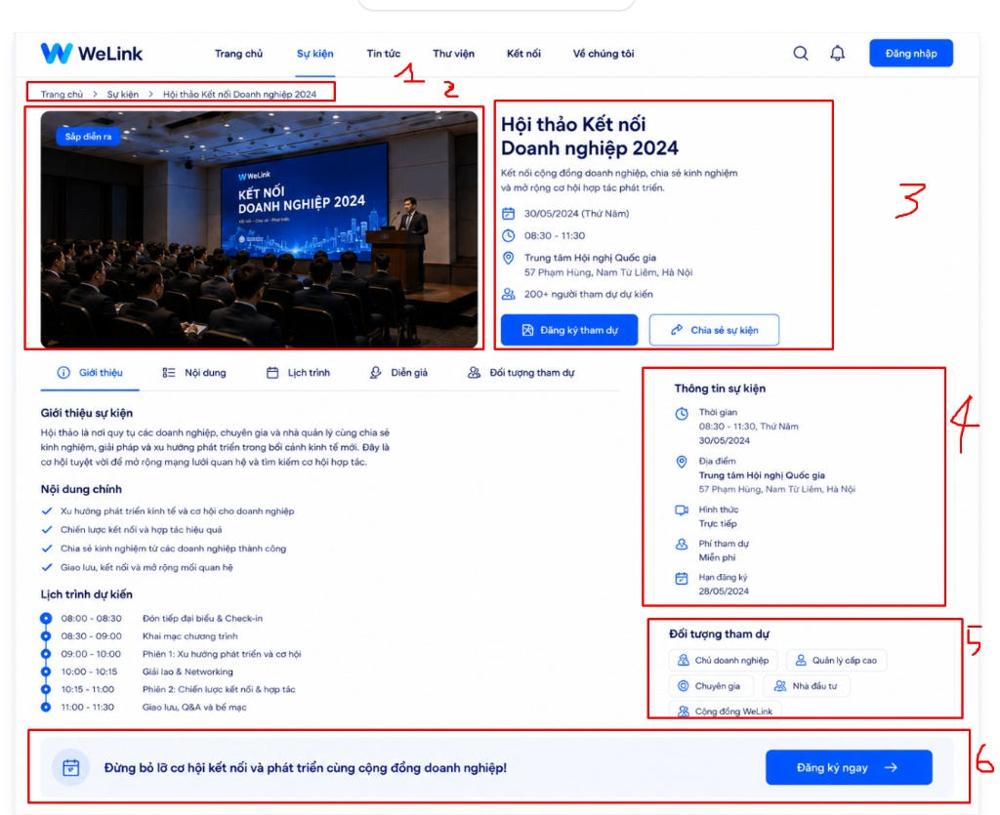 WeLink
Trang chủ Sự kiện Tin tức Thư viện Kết nối Về chúng tôi Đăng nhập
1 2
Trang chủ > Sự kiện > Hội thảo Kết nối Doanh nghiệp 2024
Sắp diễn ra
WeLink
KẾT NỐI
DOANH NGHIỆP 2024
Kết nối - Chia sẻ - Phát triển
Hội thảo Kết nối
Doanh nghiệp 2024
Kết nối cộng đồng doanh nghiệp, chia sẻ kinh nghiệm
và mở rộng cơ hội hợp tác phát triển.
30/05/2024 (Thứ Năm)
08:30 - 11:30
Trung tâm Hội nghị Quốc gia
57 Phạm Hùng, Nam Từ Liêm, Hà Nội
200+ người tham dự dự kiến
Đăng ký tham dự Chia sẻ sự kiện
3
Giới thiệu Nội dung Lịch trình Diễn giả Đối tượng tham dự
Giới thiệu sự kiện
Hội thảo là nơi quy tụ các doanh nghiệp, chuyên gia và nhà quản lý cùng chia sẻ
kinh nghiệm, giải pháp và xu hướng phát triển trong bối cảnh kinh tế mới. Đây là
cơ hội tuyệt vời để mở rộng mạng lưới quan hệ và tìm kiếm cơ hội hợp tác.
Nội dung chính
Xu hướng phát triển kinh tế và cơ hội cho doanh nghiệp
Chiến lược kết nối và hợp tác hiệu quả
Chia sẻ kinh nghiệm từ các doanh nghiệp thành công
Giao lưu, kết nối và mở rộng mối quan hệ
Lịch trình dự kiến
08:00 - 08:30 Đón tiếp đại biểu & Check-in
08:30 - 09:00 Khai mạc chương trình
09:00 - 10:00 Phiên 1: Xu hướng phát triển và cơ hội
10:00 - 10:15 Giải lao & Networking
10:15 - 11:00 Phiên 2: Chiến lược kết nối & hợp tác
11:00 - 11:30 Giao lưu, Q&A và bế mạc
Thông tin sự kiện
Thời gian
08:30 - 11:30, Thứ Năm
30/05/2024
Địa điểm
Trung tâm Hội nghị Quốc gia
57 Phạm Hùng, Nam Từ Liêm, Hà Nội
Hình thức
Trực tiếp
Phí tham dự
Miễn phí
Hạn đăng ký
28/05/2024
4
Đối tượng tham dự
Chủ doanh nghiệp Quản lý cấp cao
Chuyên gia Nhà đầu tư
Cộng đồng WeLink
5
Đừng bỏ lỡ cơ hội kết nối và phát triển cùng cộng đồng doanh nghiệp!
Đăng ký ngay →
6